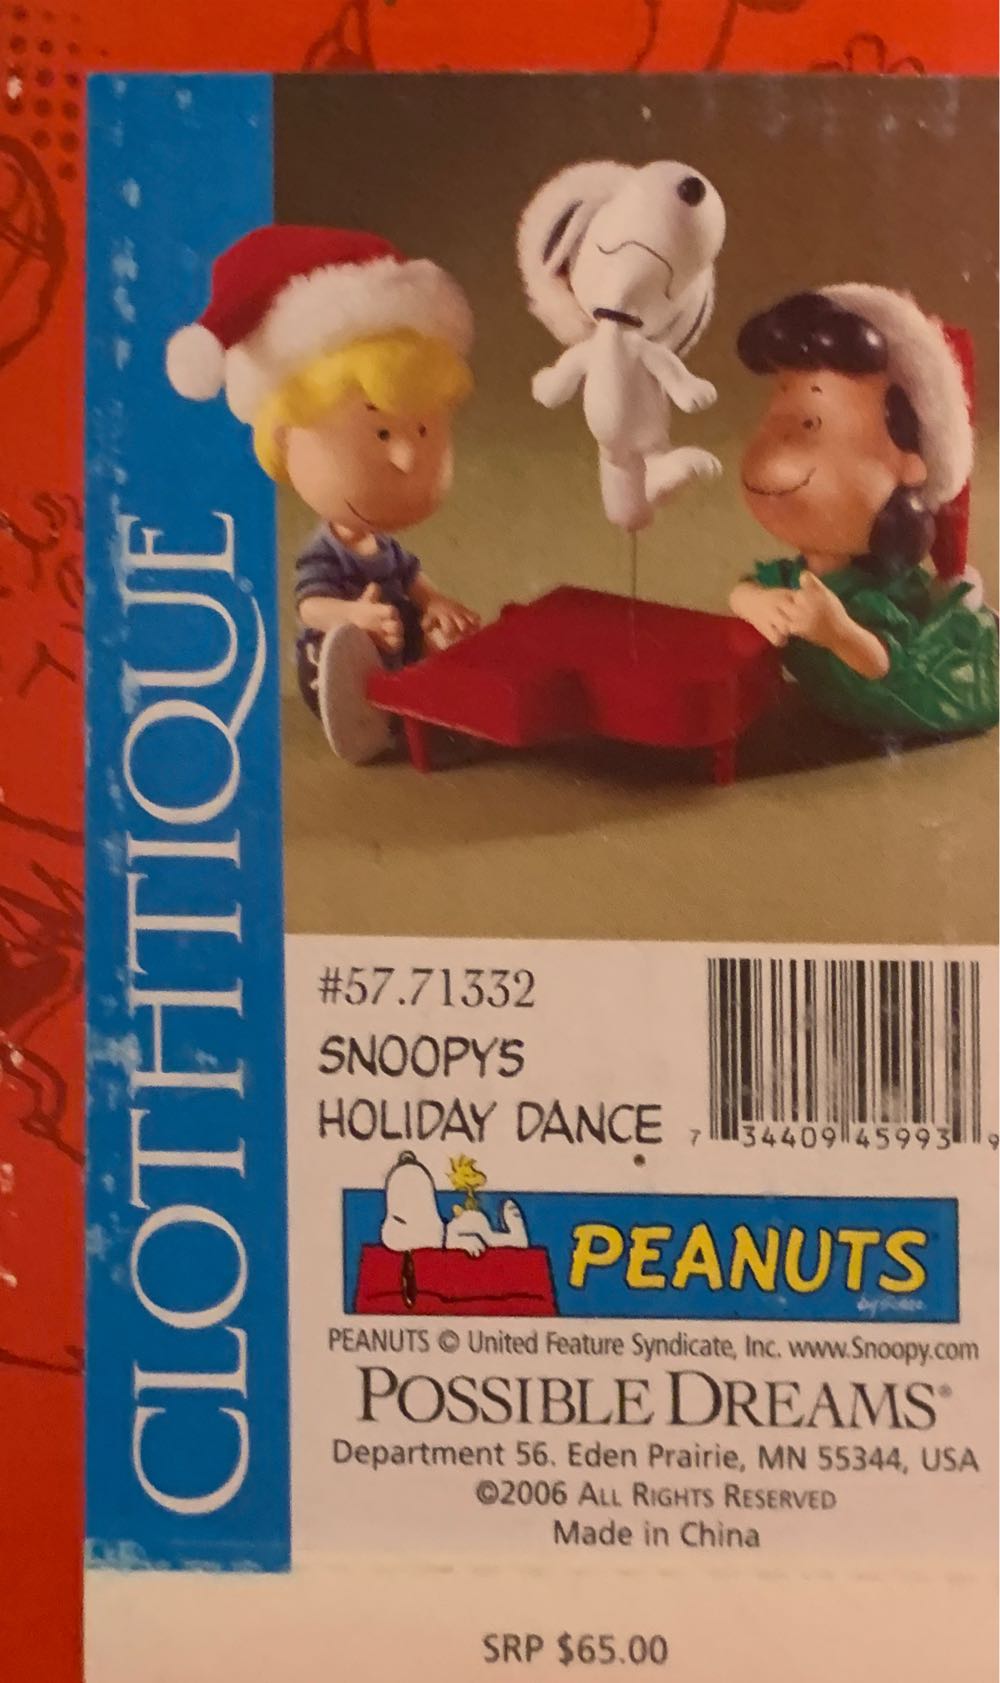 CLOTHTIQUE®
#57.71332
SNOOPYS
HOLIDAY DANCE
7 34409 45993 9
PEANUTS
PEANUTS © United Feature Syndicate, Inc. www.Snoopy.com
POSSIBLE DREAMS®
Department 56. Eden Prairie, MN 55344, USA
©2006 ALL RIGHTS RESERVED
Made in China
SRP $65.00